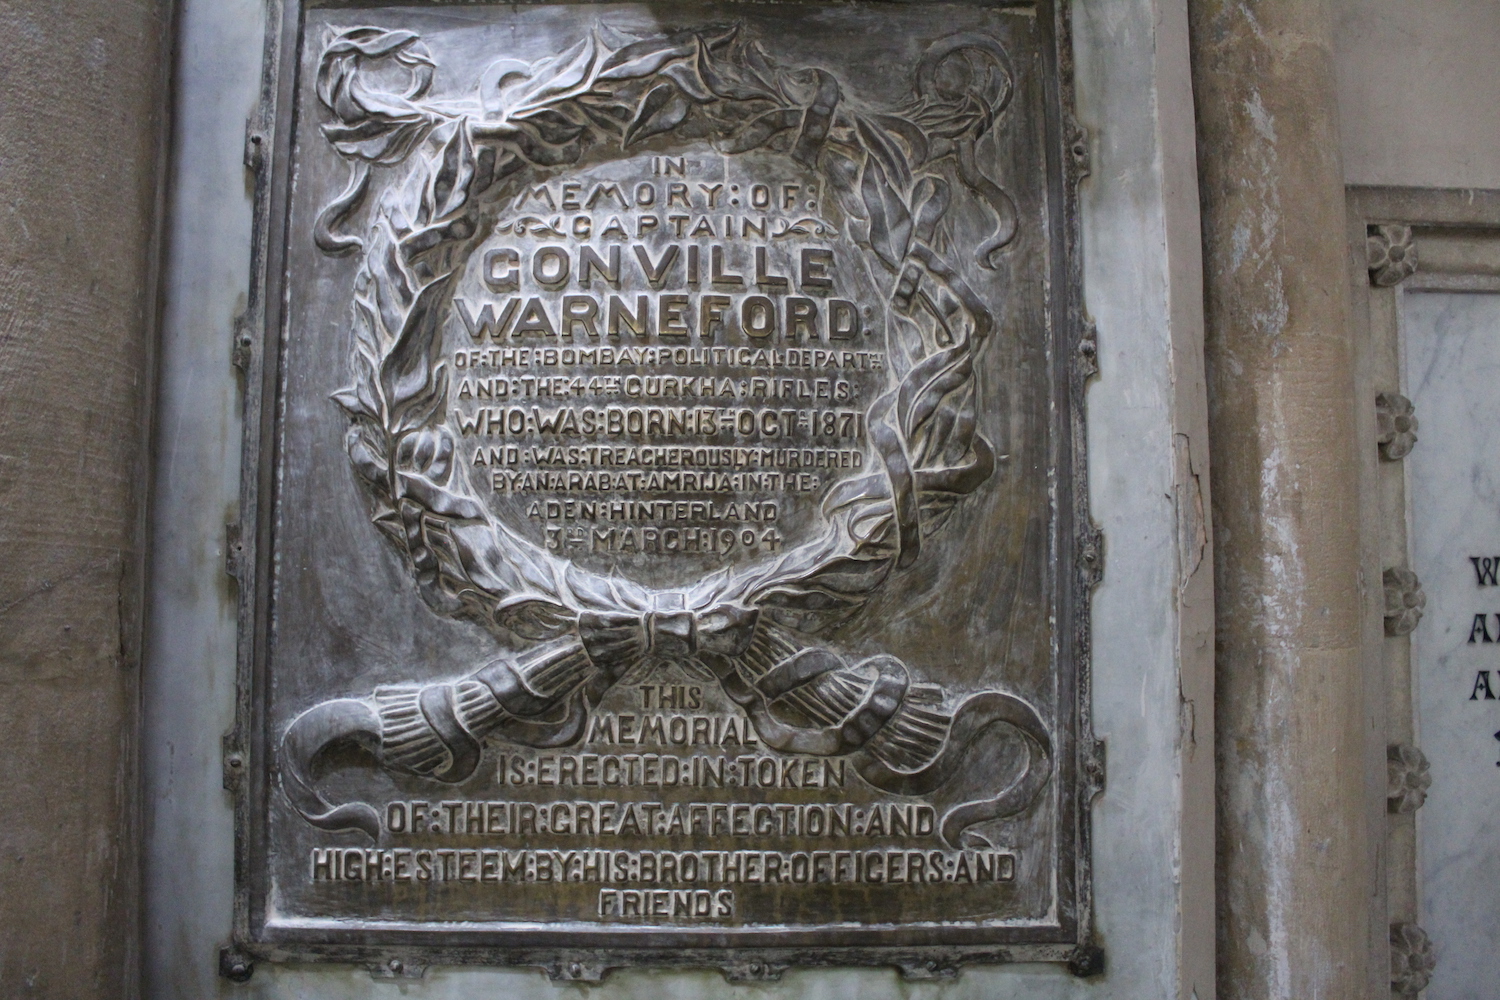 IN
MEMORY:OF:
CAPTAIN
GONVILLE
WARNEFORD:
OF:THE:BOMBAY:POLITICAL:DEPARTM
AND:THE:44TH:GURKHA:RIFLES:
WHO:WAS:BORN:13TH:OCT:1871
AND:WAS:TREACHEROUSLY:MURDERED
BY:AN:ARAB:AT:AMRIJA:IN:THE:
ADEN:HINTERLAND
3RD:MARCH:1904
THIS
MEMORIAL
IS:ERECTED:IN:TOKEN
OF:THEIR:GREAT:AFFECTION:AND
HIGH:ESTEEM:BY:HIS:BROTHER:OFFICERS:AND
FRIENDS